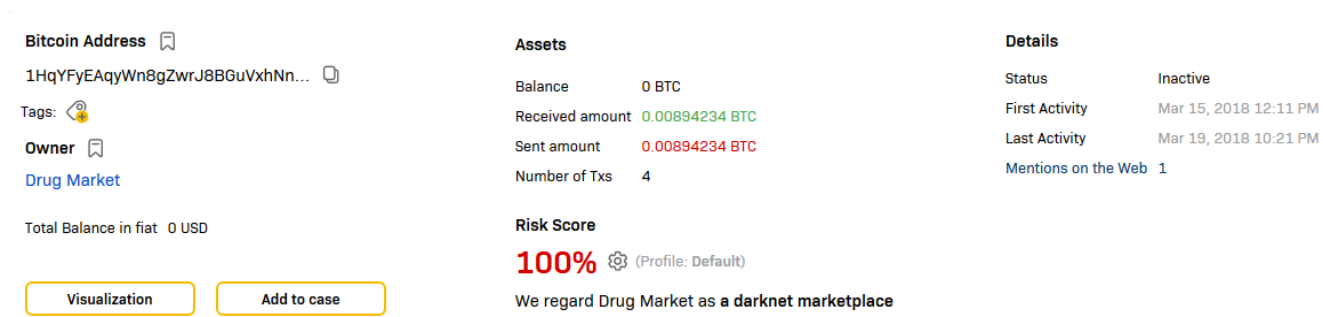 Bitcoin Address
1HqYFyEAqyWn8gZwrJ8BGuVxhNn...
Tags:
Owner
Drug Market
Total Balance in fiat 0 USD
Visualization
Add to case
Assets
Balance 0 BTC
Received amount 0.00894234 BTC
Sent amount 0.00894234 BTC
Number of Txs 4
Risk Score
100% (Profile: Default)
We regard Drug Market as a darknet marketplace
Details
Status Inactive
First Activity Mar 15, 2018 12:11 PM
Last Activity Mar 19, 2018 10:21 PM
Mentions on the Web 1